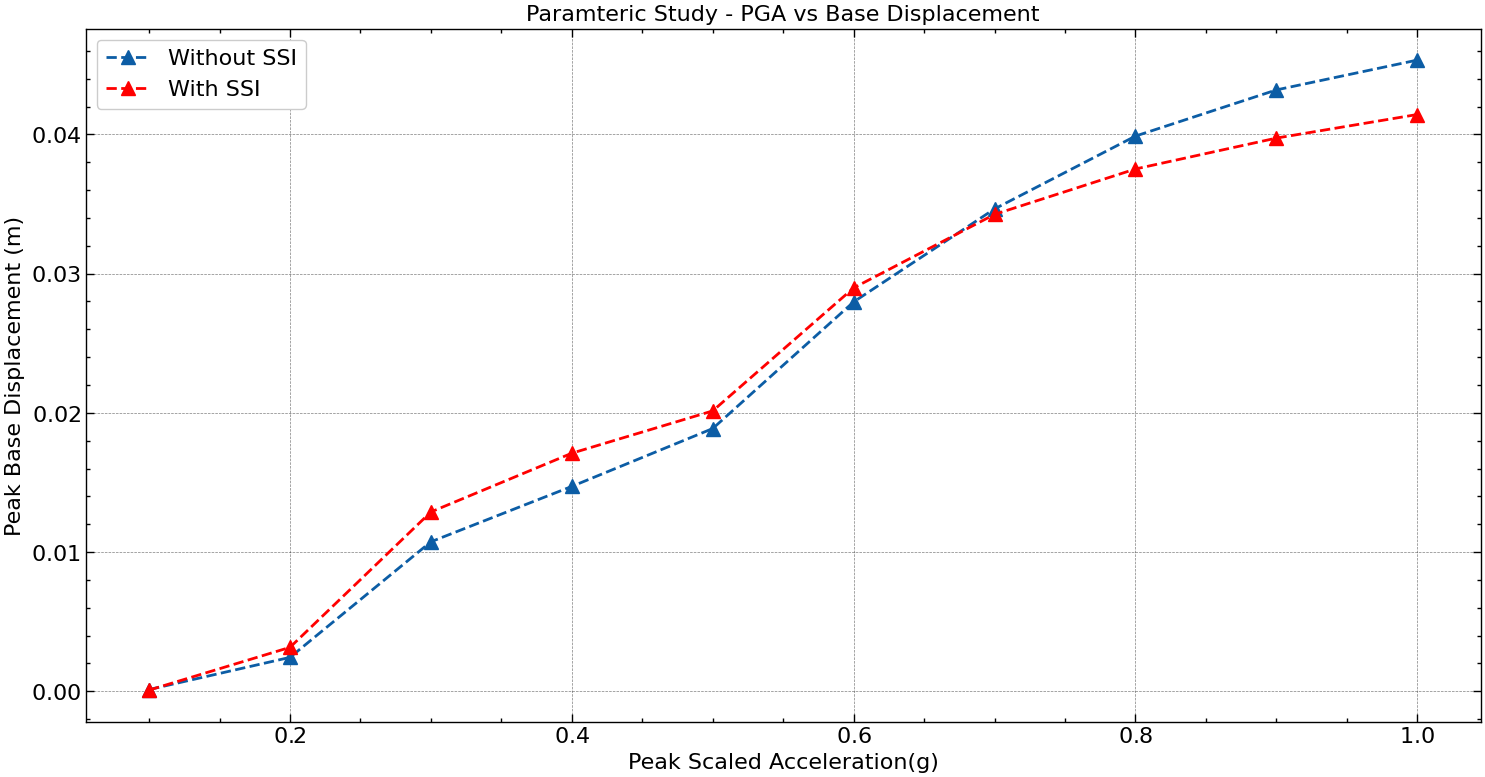 Paramteric Study - PGA vs Base Displacement
Without SSI
With SSI
Peak Base Displacement (m)
0.04
0.03
0.02
0.01
0.00
0.2 0.4 0.6 0.8 1.0
Peak Scaled Acceleration(g)